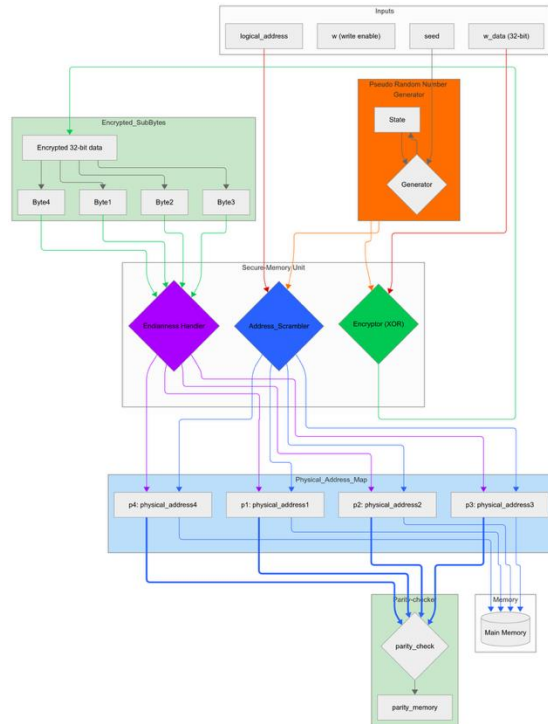 Inputs
logical_address
w (write enable)
seed
w_data (32-bit)
Pseudo Random Number
Generator
State
Generator
Encrypted_SubBytes
Encrypted 32-bit data
Byte4
Byte1
Byte2
Byte3
Secure-Memory Unit
Endianness Handler
Address_Scrambler
Encryptor (XOR)
Physical_Address_Map
p4: physical_address4
p1: physical_address1
p2: physical_address2
p3: physical_address3
Parity-checker
parity_check
parity_memory
Memory
Main Memory